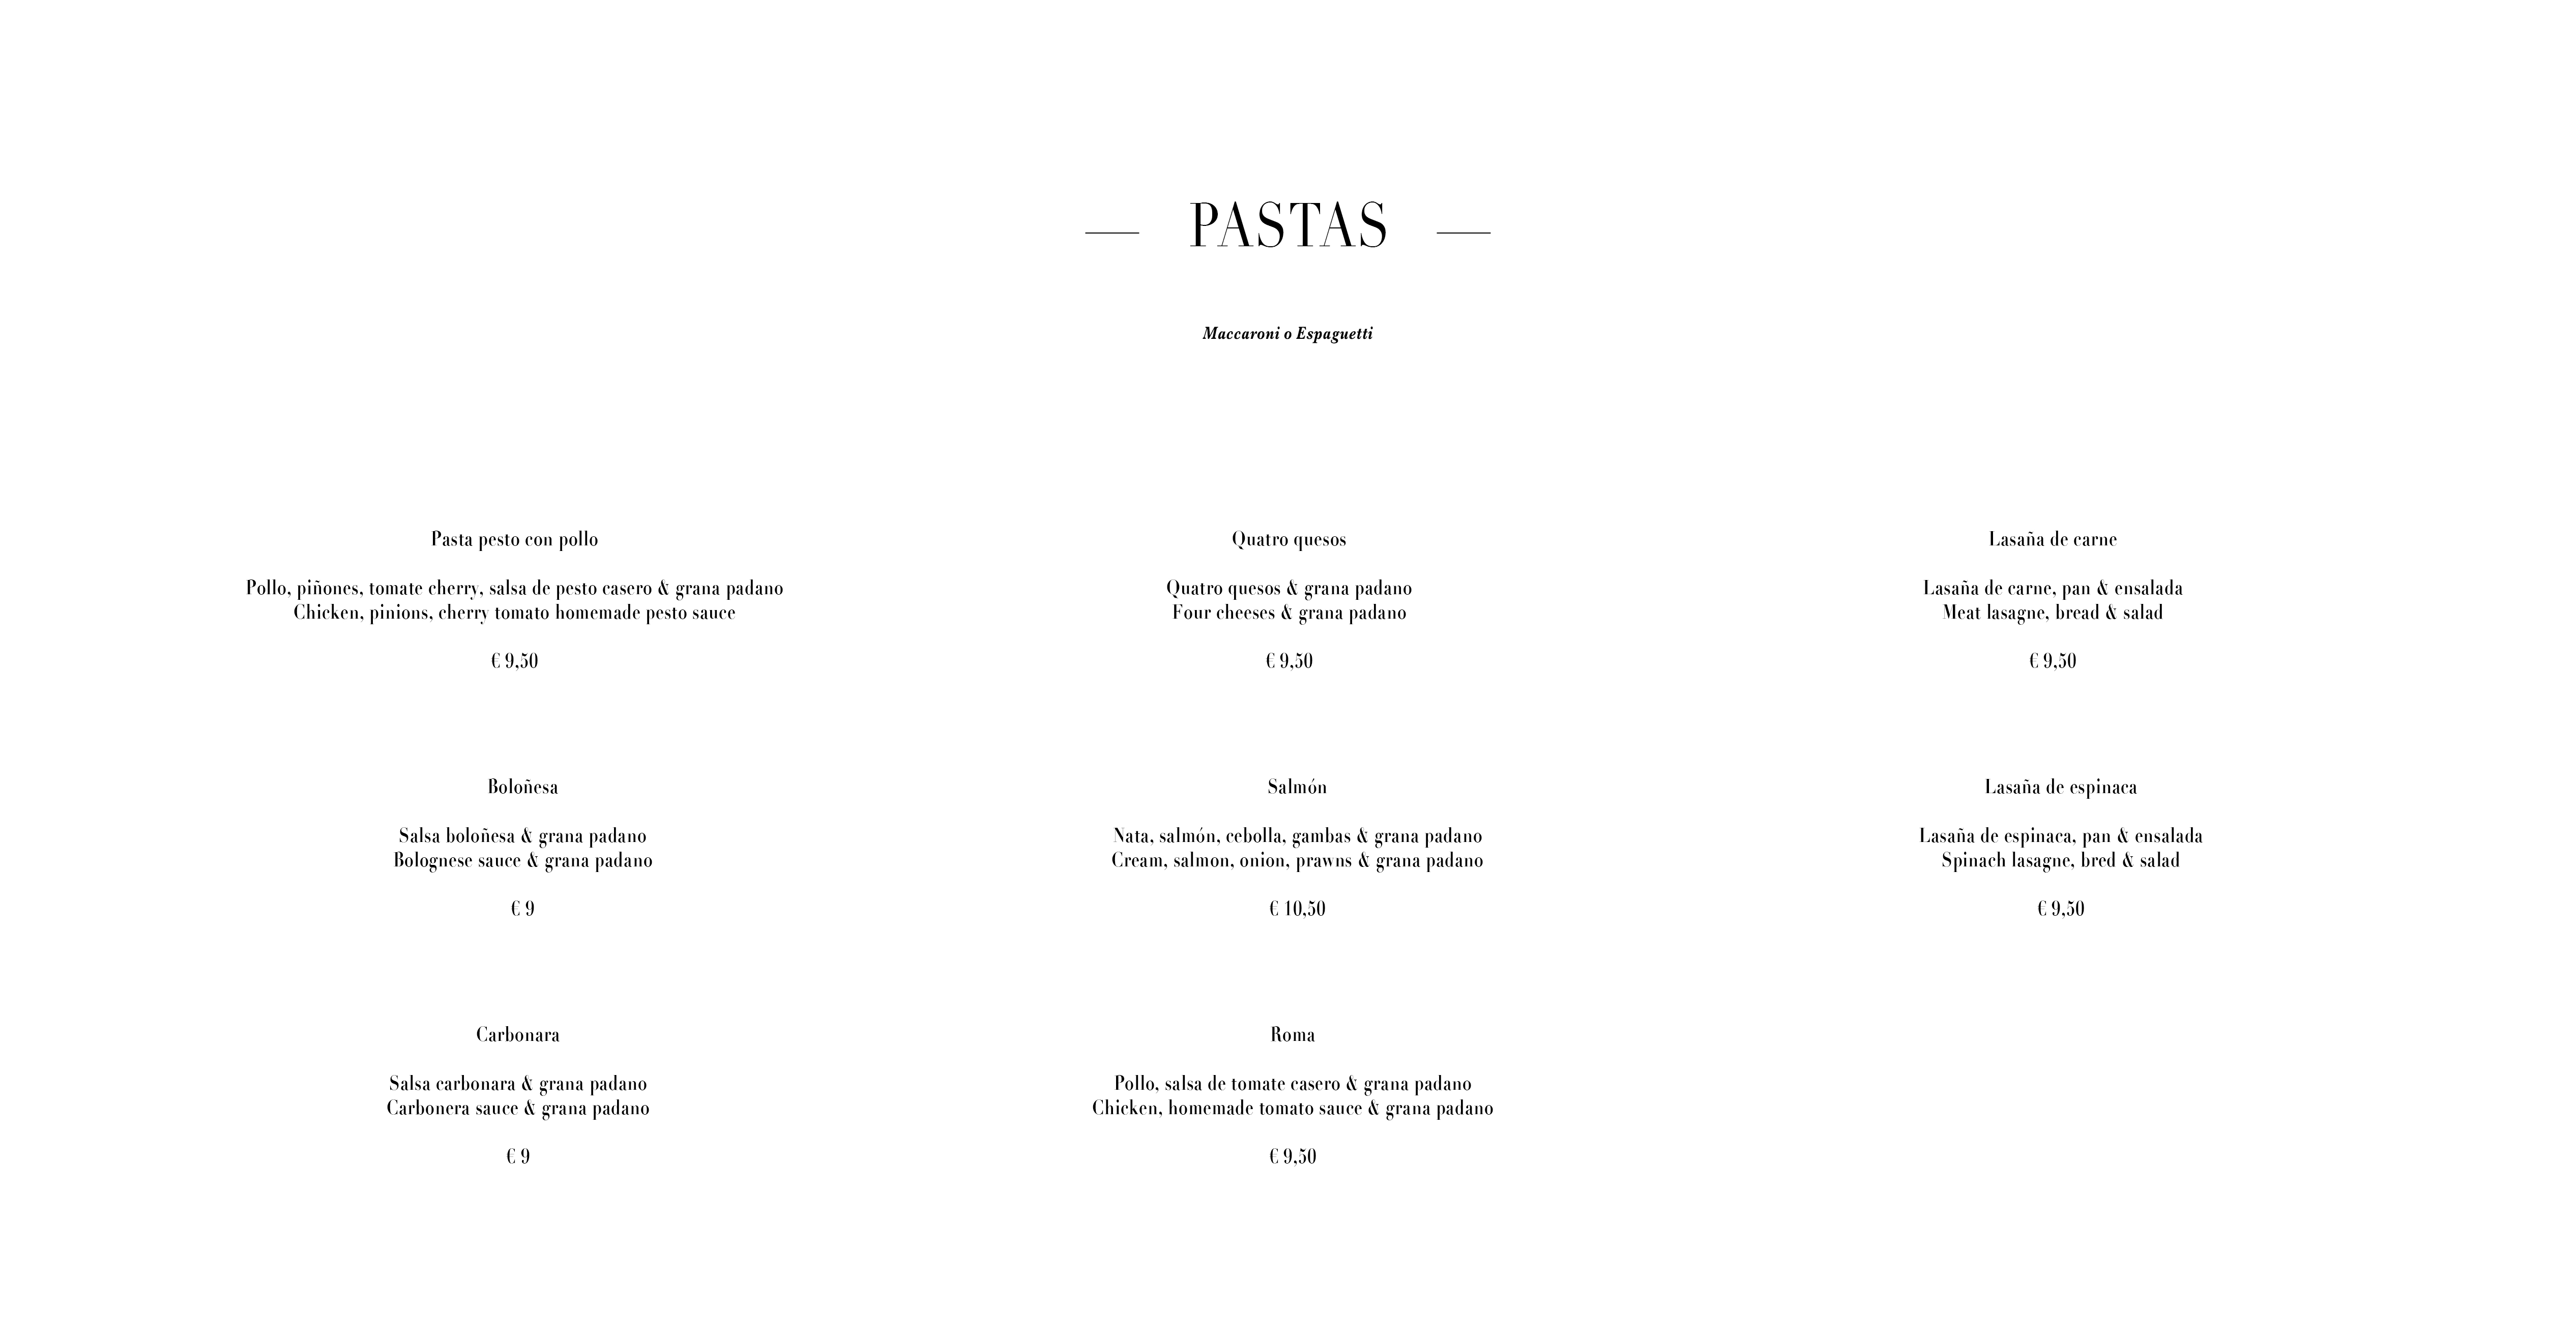 PASTAS
Maccaroni o Espaguetti
Pasta pesto con pollo
Pollo, piñones, tomate cherry, salsa de pesto casero & grana padano
Chicken, pinions, cherry tomato homemade pesto sauce
€ 9,50
Boloñesa
Salsa boloñesa & grana padano
Bolognese sauce & grana padano
€ 9
Carbonara
Salsa carbonara & grana padano
Carbonera sauce & grana padano
€ 9
Quatro quesos
Quatro quesos & grana padano
Four cheeses & grana padano
€ 9,50
Salmón
Nata, salmón, cebolla, gambas & grana padano
Cream, salmon, onion, prawns & grana padano
€ 10,50
Roma
Pollo, salsa de tomate casero & grana padano
Chicken, homemade tomato sauce & grana padano
€ 9,50
Lasaña de carne
Lasaña de carne, pan & ensalada
Meat lasagne, bread & salad
€ 9,50
Lasaña de espinaca
Lasaña de espinaca, pan & ensalada
Spinach lasagne, bred & salad
€ 9,50